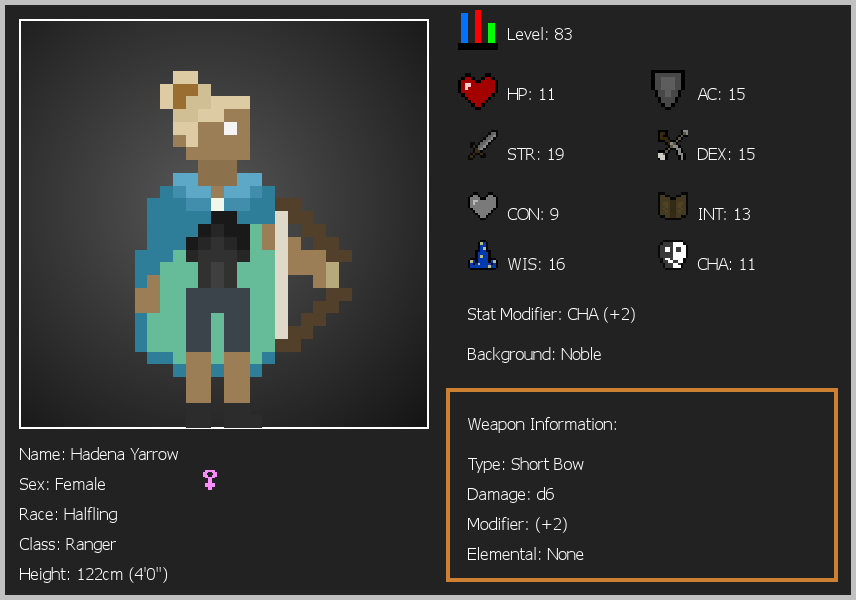 Level: 83
HP: 11
AC: 15
STR: 19
DEX: 15
CON: 9
INT: 13
WIS: 16
CHA: 11
Stat Modifier: CHA (+2)
Background: Noble
Weapon Information:
Type: Short Bow
Damage: d6
Modifier: (+2)
Elemental: None
Name: Hadena Yarrow
Sex: Female
Race: Halfling
Class: Ranger
Height: 122cm (4'0")